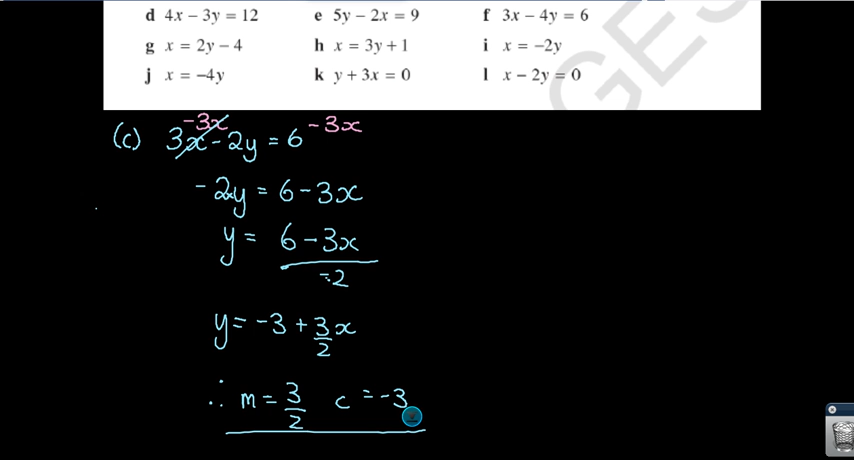 d 4x − 3y = 12 e 5y − 2x = 9 f 3x − 4y = 6
g x = 2y − 4 h x = 3y + 1 i x = −2y
j x = −4y k y + 3x = 0 l x − 2y = 0
−3x −3x
(c) 3x − 2y = 6
−2y = 6 − 3x
y = 6 − 3x
−2
y = −3 + 3/2 x
∴ m = 3/2 c = −3